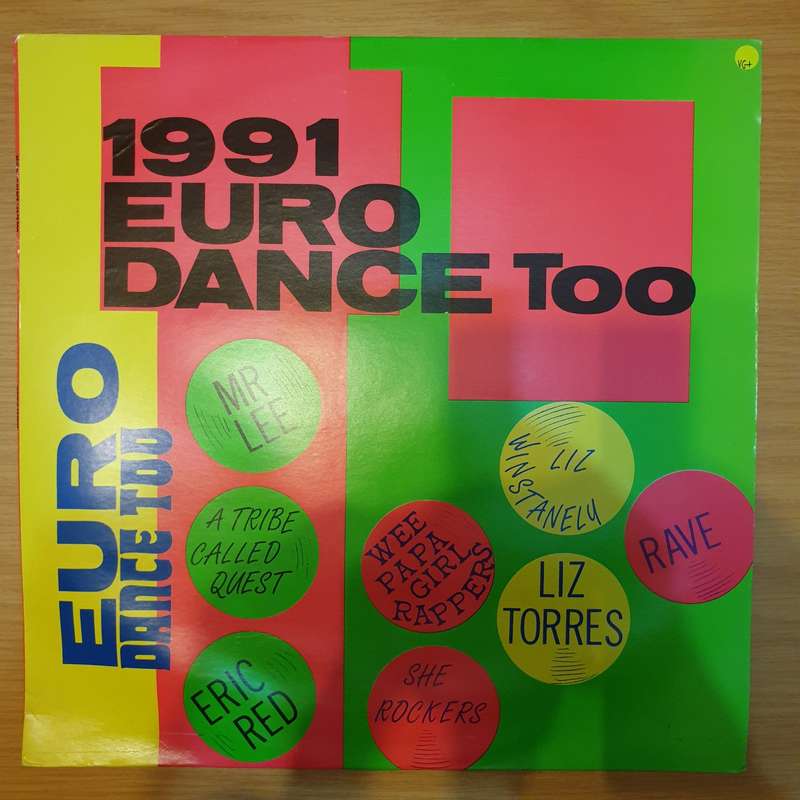 VG+
1991
EURO
DANCE TOO
EURO
DANCE TOO
MR
LEE
A TRIBE
CALLED
QUEST
ERIC
RED
WEE
PAPA
GIRL
RAPPERS
SHE
ROCKERS
LIZ
WINSTANELY
LIZ
TORRES
RAVE